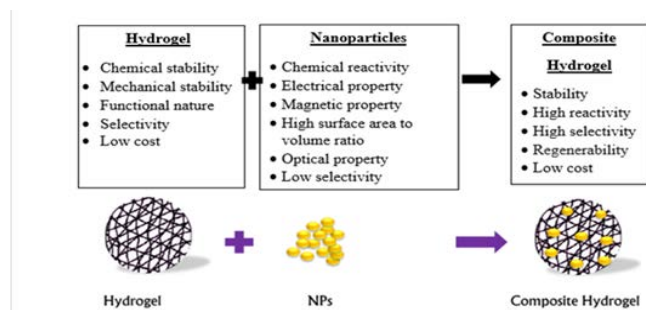 Hydrogel
• Chemical stability
• Mechanical stability
• Functional nature
• Selectivity
• Low cost
Nanoparticles
• Chemical reactivity
• Electrical property
• Magnetic property
• High surface area to
volume ratio
• Optical property
• Low selectivity
Composite
Hydrogel
• Stability
• High reactivity
• High selectivity
• Regenerability
• Low cost
Hydrogel
NPs
Composite Hydrogel